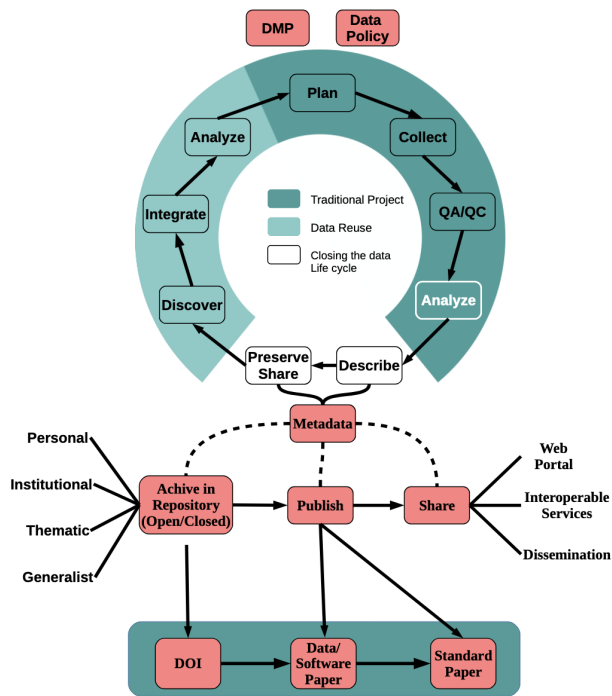 DMP
Data
Policy
Plan
Analyze
Collect
Integrate
QA/QC
Traditional Project
Data Reuse
Closing the data
Life cycle
Discover
Analyze
Preserve
Share
Describe
Metadata
Personal
Institutional
Thematic
Generalist
Achive in
Repository
(Open/Closed)
Publish
Share
Web
Portal
Interoperable
Services
Dissemination
DOI
Data/
Software
Paper
Standard
Paper